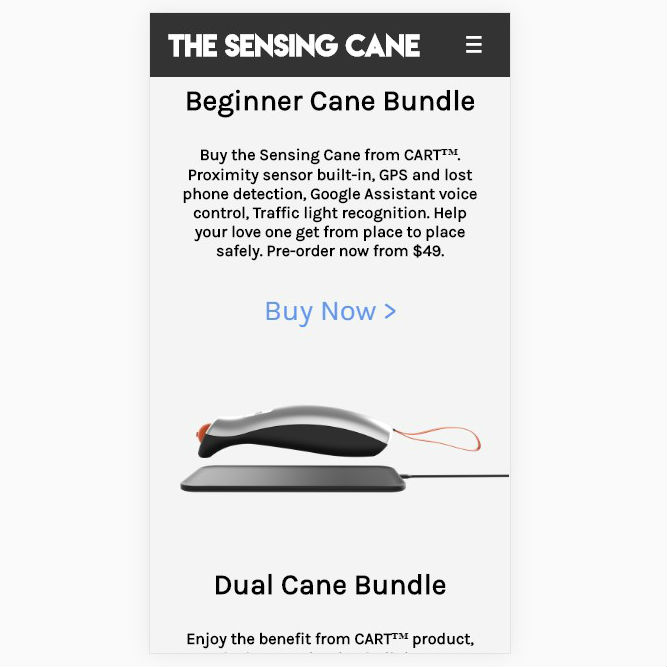 THE SENSING CANE
Beginner Cane Bundle
Buy the Sensing Cane from CART™.
Proximity sensor built-in, GPS and lost
phone detection, Google Assistant voice
control, Traffic light recognition. Help
your love one get from place to place
safely. Pre-order now from $49.
Buy Now >
Dual Cane Bundle
Enjoy the benefit from CART™ product,